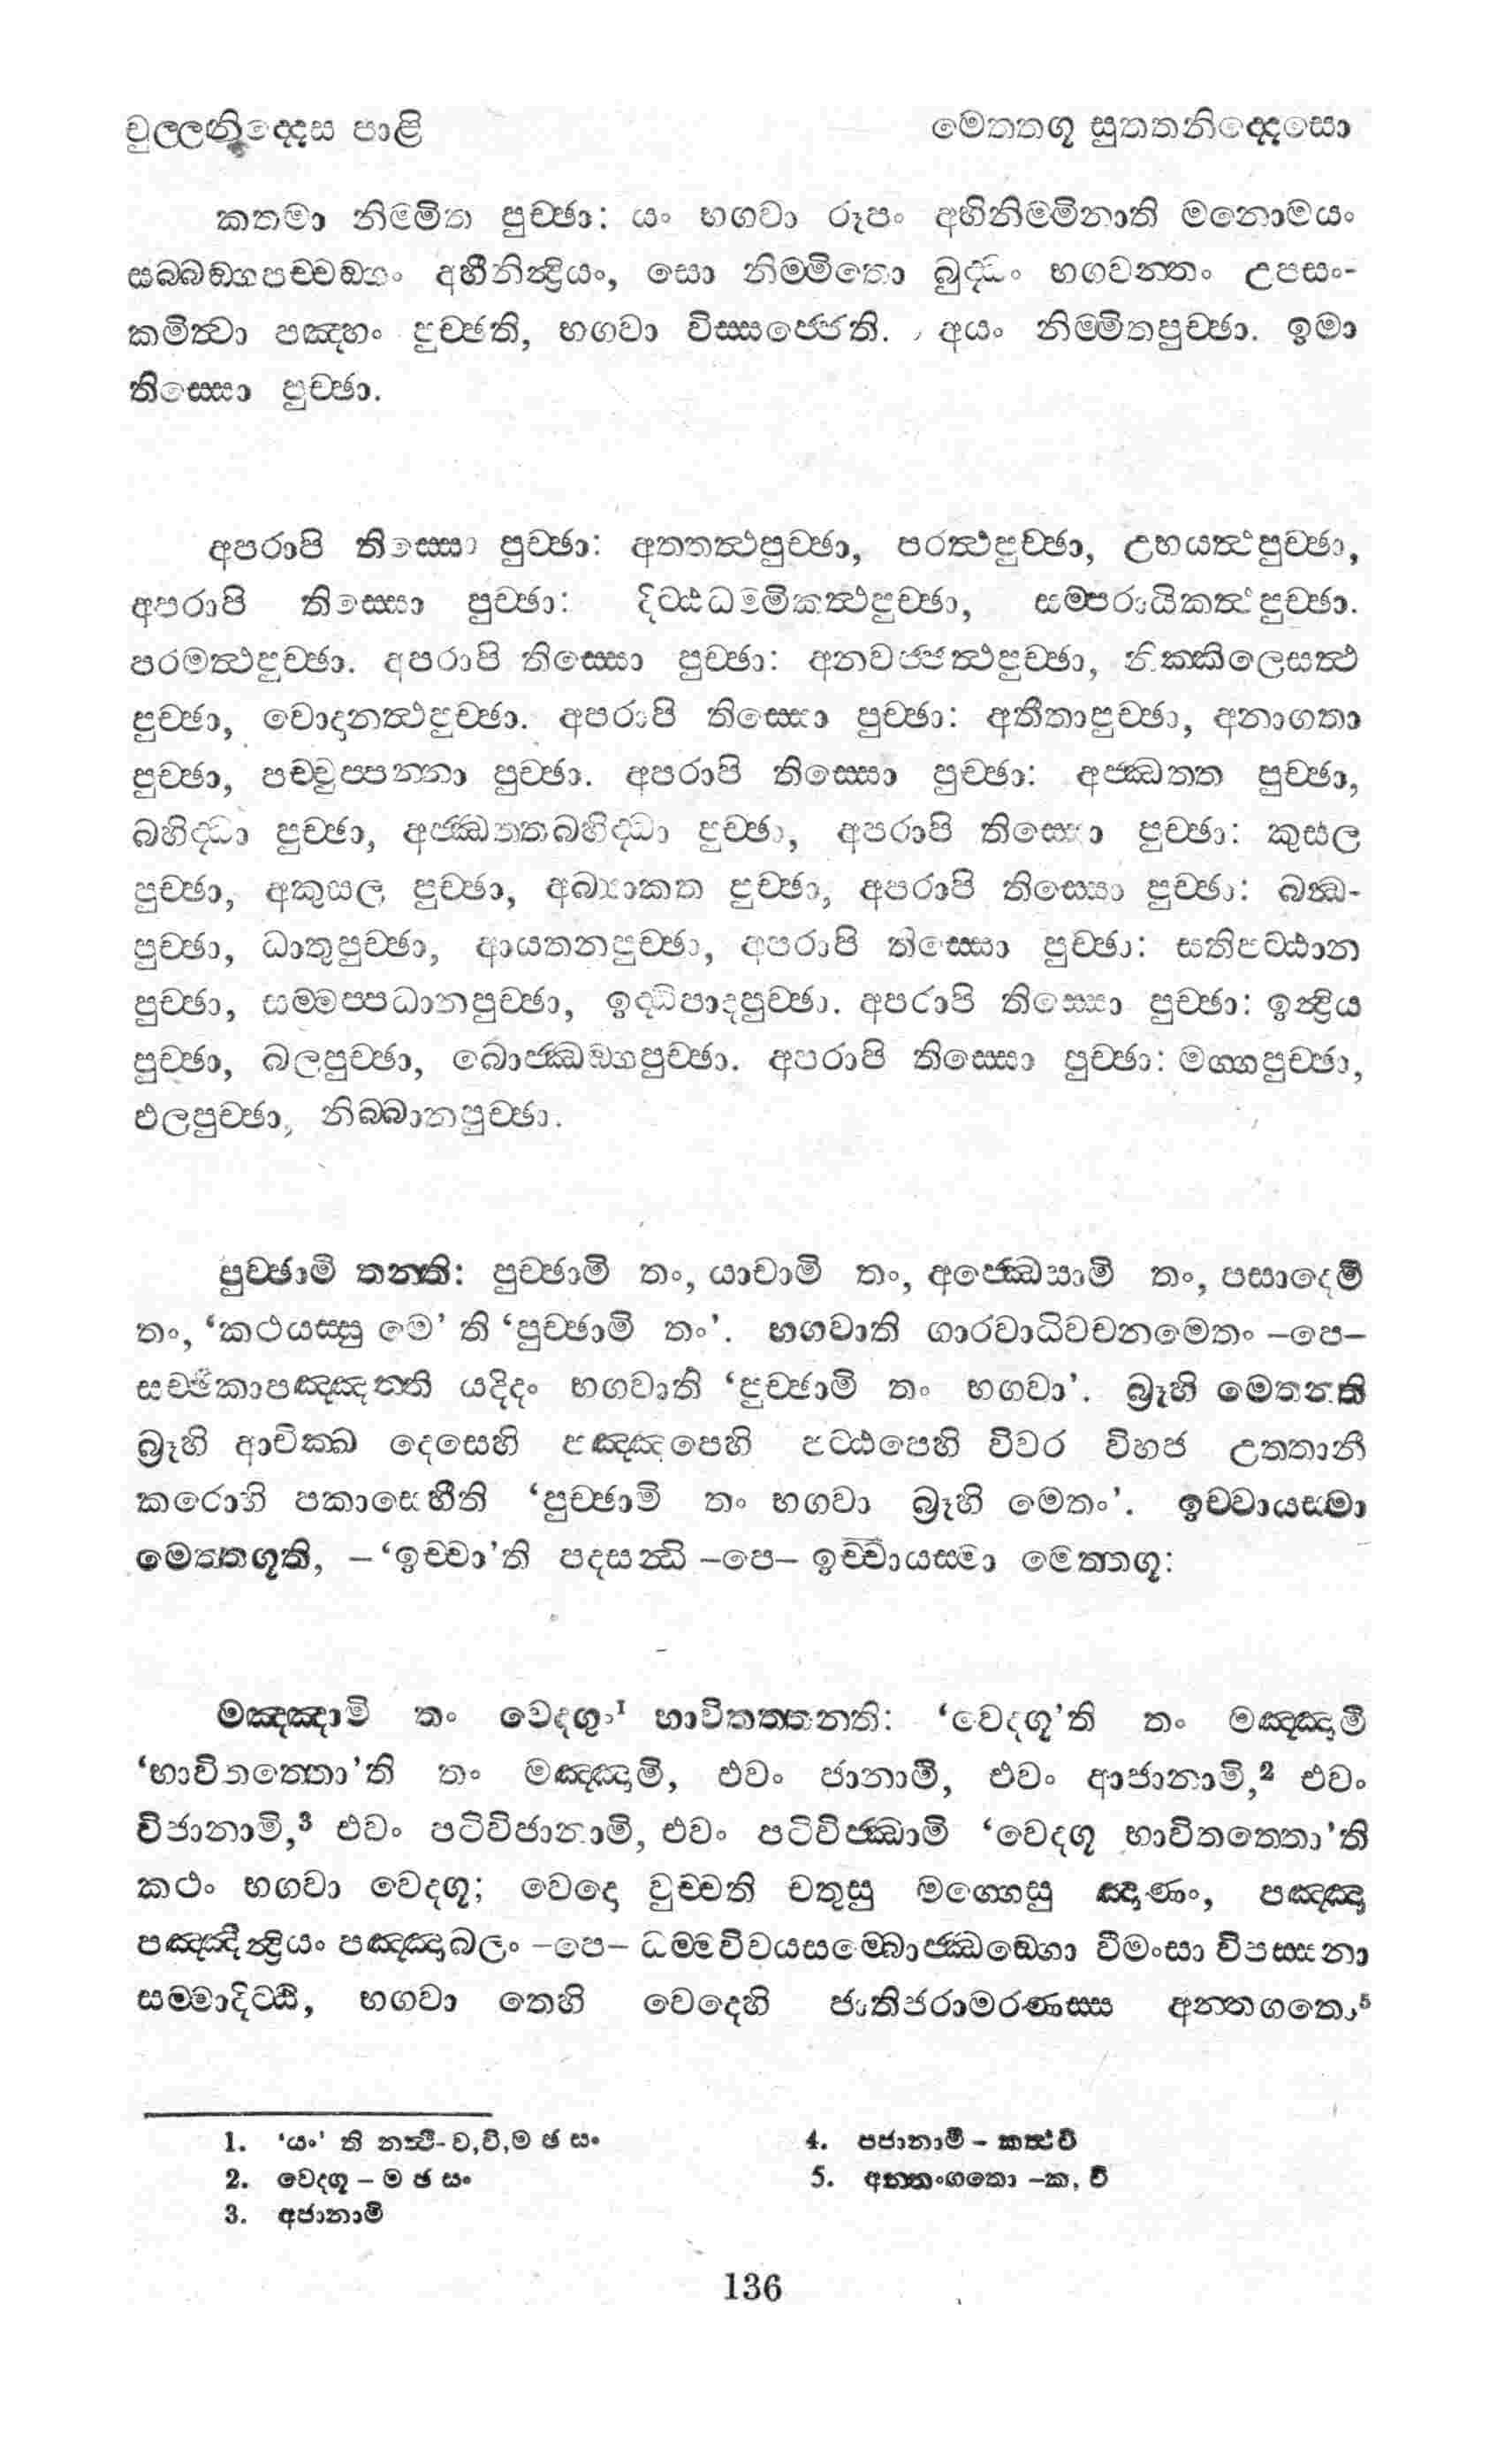 චුල්ලනිද්දෙස පාළි
මෙත්තගූ සුත්තනිද්දෙසො
කතමා නිම්මිත පුච්ඡා: යං භගවා රූපං අභිනිම්මිනාති මනොමයං
සබ්බඞ්ගපච්චඞ්ගං අහීනින්ද්‍රියං, සො නිම්මිතො බුද්ධං භගවන්තං උපසං-
කමිත්වා පඤ්හං පුච්ඡති, භගවා විස්සජ්ජෙති. අයං නිම්මිතපුච්ඡා. ඉමා
තිස්සො පුච්ඡා.
අපරාපි තිස්සො පුච්ඡා: අත්තත්ථපුච්ඡා, පරත්ථපුච්ඡා, උභයත්ථපුච්ඡා,
අපරාපි තිස්සො පුච්ඡා: දිට්ඨධම්මිකත්ථපුච්ඡා, සම්පරායිකත්ථපුච්ඡා.
පරමත්ථපුච්ඡා. අපරාපි තිස්සො පුච්ඡා: අනවජ්ජත්ථපුච්ඡා, නික්කිලෙසත්ථ
පුච්ඡා, වොදානත්ථපුච්ඡා. අපරාපි තිස්සො පුච්ඡා: අතීතාපුච්ඡා, අනාගතා
පුච්ඡා, පච්චුප්පන්නා පුච්ඡා. අපරාපි තිස්සො පුච්ඡා: අජ්ඣත්ත පුච්ඡා,
බහිද්ධා පුච්ඡා, අජ්ඣත්තබහිද්ධා පුච්ඡා, අපරාපි තිස්සො පුච්ඡා: කුසල
පුච්ඡා, අකුසල පුච්ඡා, අබ්‍යාකත පුච්ඡා, අපරාපි තිස්සො පුච්ඡා: ඛන්ධ-
පුච්ඡා, ධාතුපුච්ඡා, ආයතනපුච්ඡා, අපරාපි තිස්සො පුච්ඡා: සතිපට්ඨාන
පුච්ඡා, සම්මප්පධානපුච්ඡා, ඉද්ධිපාදපුච්ඡා. අපරාපි තිස්සො පුච්ඡා: ඉන්ද්‍රිය
පුච්ඡා, බලපුච්ඡා, බොජ්ඣඞ්ගපුච්ඡා. අපරාපි තිස්සො පුච්ඡා: මග්ගපුච්ඡා,
ඵලපුච්ඡා, නිබ්බානපුච්ඡා.
පුච්ඡාමි තන්ති: පුච්ඡාමි තං, යාචාමි තං, අජ්ඣෙසාමි තං, පසාදෙමි
තං, ‘කථයස්සු මෙ’ ති ‘පුච්ඡාමි තං’. භගවාති ගාරවාධිවචනමෙතං –පෙ–
සච්ඡිකාපඤ්ඤත්ති යදිදං භගවාති ‘පුච්ඡාමි තං භගවා’. බ්‍රූහි මෙතන්ති
බ්‍රූහි ආචික්ඛ දෙසෙහි පඤ්ඤපෙහි පට්ඨපෙහි විවර විභජ උත්තානී
කරොහි පකාසෙහීති ‘පුච්ඡාමි තං භගවා බ්‍රූහි මෙතං’. ඉච්චායස්මා
මෙත්තගූති, –‘ඉච්චා’ති පදසන්ධි –පෙ– ඉච්චායස්මා මෙත්තගූ:
මඤ්ඤාමි තං වෙදගුං1 භාවිතත්තන්ති: ‘වෙදගූ’ති තං මඤ්ඤාමි
‘භාවිතත්තො’ති තං මඤ්ඤාමි, එවං ජානාමි, එවං ආජානාමි,2 එවං
විජානාමි,3 එවං පටිවිජානාමි, එවං පටිවිජ්ඣාමි ‘වෙදගූ භාවිතත්තො’ති
කථං භගවා වෙදගූ; වෙදො වුච්චති චතුසු මග්ගෙසු ඤාණං, පඤ්ඤා
පඤ්ඤින්ද්‍රියං පඤ්ඤාබලං –පෙ– ධම්මවිචයසම්බොජ්ඣඞ්ගො වීමංසා විපස්සනා
සම්මාදිට්ඨි, භගවා තෙහි වෙදෙහි ජාතිජරාමරණස්ස අන්තගතො5
1. ‘යං’ ති නත්ථි- ව,වි,ම ඡ සං
2. වෙදගූ – ම ඡ සං
3. අජානාමි
4. පජානාමි – කත්ථචි
5. අන්තංගතො –ක, වි
136